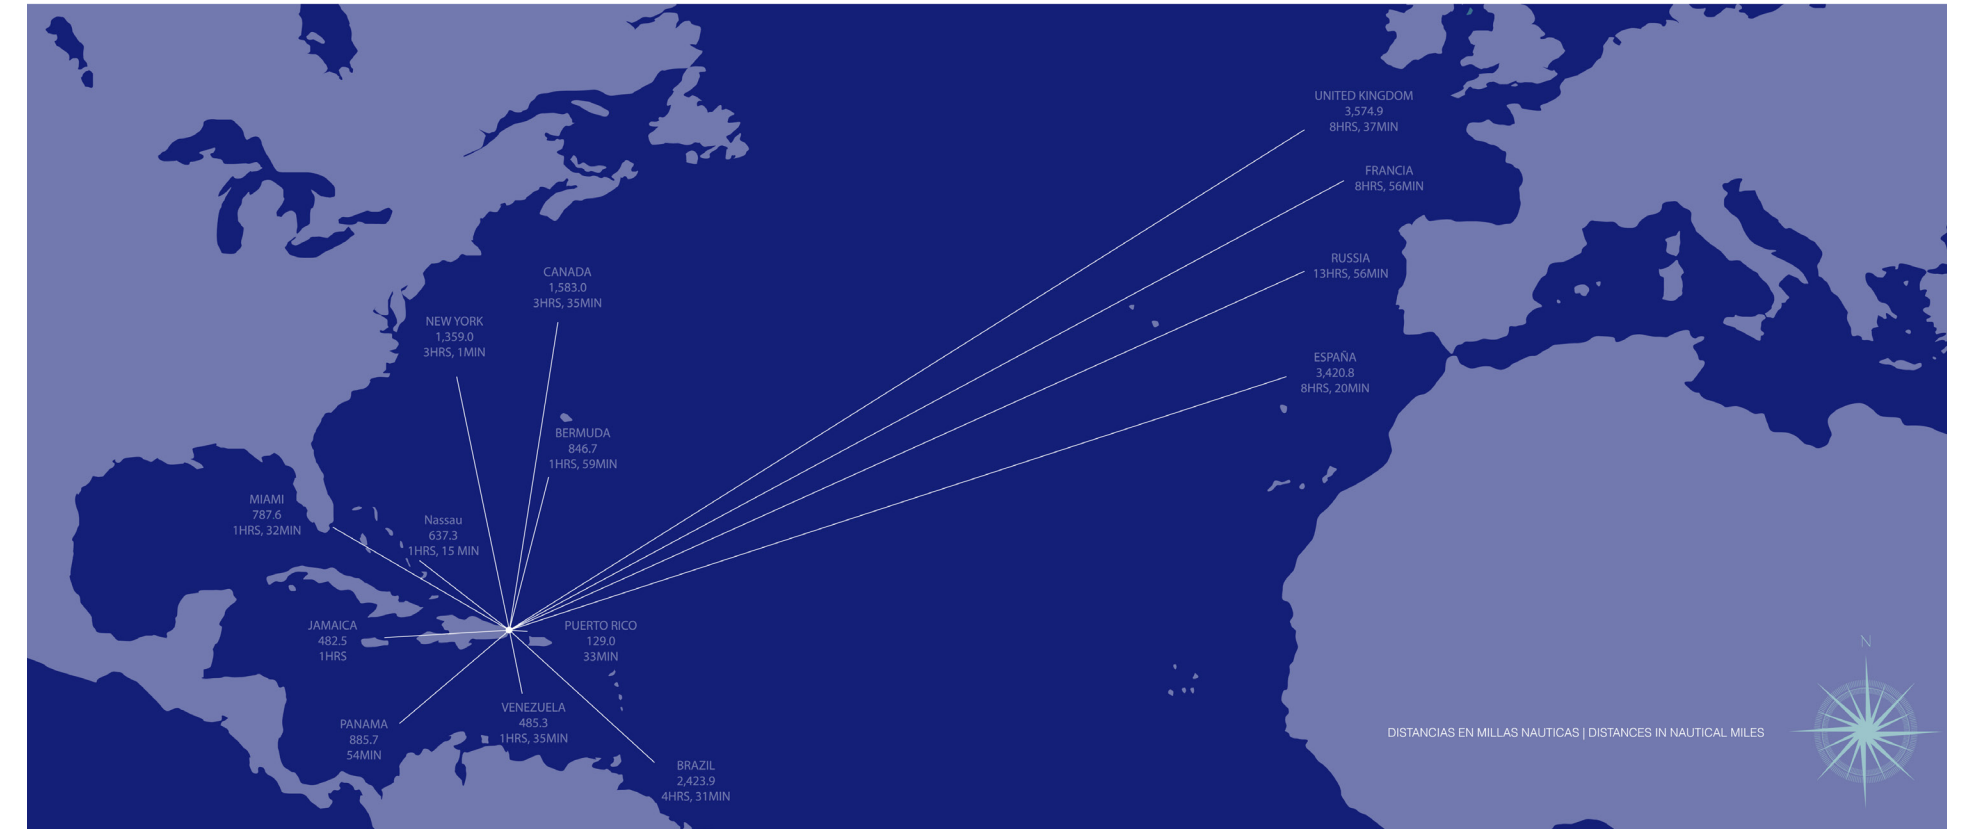 UNITED KINGDOM
3,574.9
8HRS, 37MIN
FRANCIA
8HRS, 56MIN
RUSSIA
13HRS, 56MIN
CANADA
1,583.0
3HRS, 35MIN
NEW YORK
1,359.0
3HRS, 1MIN
ESPAÑA
3,420.8
8HRS, 20MIN
BERMUDA
846.7
1HRS, 59MIN
MIAMI
787.6
1HRS, 32MIN
Nassau
637.3
1HRS, 15 MIN
JAMAICA
482.5
1HRS
PUERTO RICO
129.0
33MIN
PANAMA
885.7
54MIN
VENEZUELA
485.3
1HRS, 35MIN
BRAZIL
2,423.9
4HRS, 31MIN
N
DISTANCIAS EN MILLAS NAUTICAS | DISTANCES IN NAUTICAL MILES